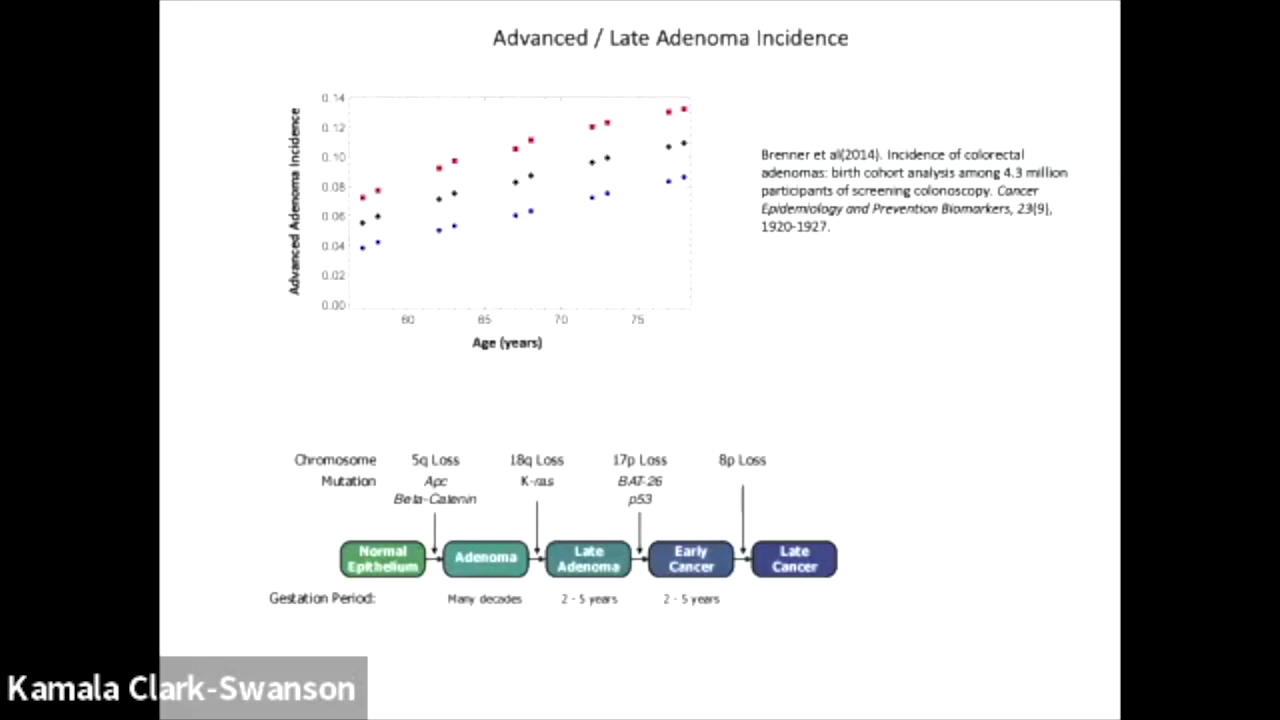 Advanced / Late Adenoma Incidence
0.14
0.12
0.10
0.08
0.06
0.04
0.02
0.00
Advanced Adenoma Incidence
60
65
70
75
Age (years)
Brenner et al(2014). Incidence of colorectal
adenomas: birth cohort analysis among 4.3 million
participants of screening colonoscopy. Cancer
Epidemiology and Prevention Biomarkers, 23(9),
1920-1927.
Chromosome 5q Loss 18q Loss 17p Loss 8p Loss
Mutation Apc K-ras BAT-26
Beta-Catenin p53
Normal Epithelium
Adenoma
Late Adenoma
Early Cancer
Late Cancer
Gestation Period: Many decades 2 - 5 years 2 - 5 years
Kamala Clark-Swanson